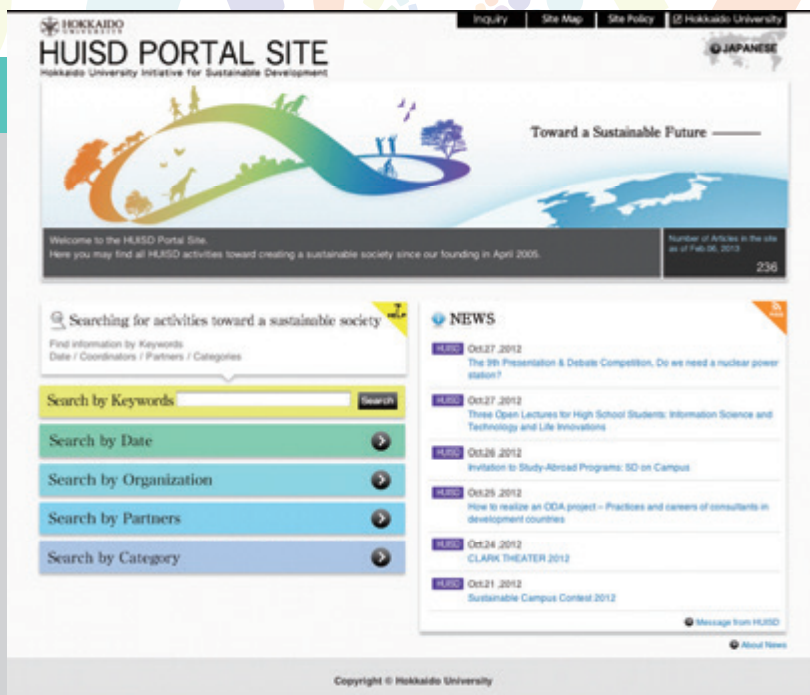 HOKKAIDO
UNIVERSITY
Inquiry
Site Map
Site Policy
Hokkaido University
HUISD PORTAL SITE
Hokkaido University Initiative for Sustainable Development
JAPANESE
Toward a Sustainable Future
Welcome to the HUISD Portal Site.
Here you may find all HUISD activities toward creating a sustainable society since our founding in April 2005.
Number of Articles in the site
as of Feb.06, 2013
236
Searching for activities toward a sustainable society
HELP
Find information by Keywords
Date / Coordinators / Partners / Categories
Search by Keywords
Search
Search by Date
Search by Organization
Search by Partners
Search by Category
NEWS
RSS
HUISD Oct.27 ,2012
The 9th Presentation & Debate Competition, Do we need a nuclear power
station?
HUISD Oct.27 ,2012
Three Open Lectures for High School Students: Information Science and
Technology and Life Innovations
HUISD Oct.26 ,2012
Invitation to Study-Abroad Programs: SD on Campus
HUISD Oct.25 ,2012
How to realize an ODA project – Practices and careers of consultants in
development countries
HUISD Oct.24 ,2012
CLARK THEATER 2012
HUISD Oct.21 ,2012
Sustainable Campus Contest 2012
Message from HUISD
About News
Copyright © Hokkaido University